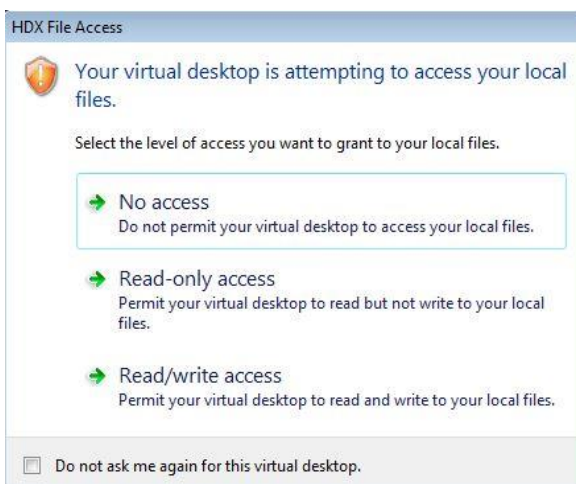 HDX File Access
Your virtual desktop is attempting to access your local
files.
Select the level of access you want to grant to your local files.
No access
Do not permit your virtual desktop to access your local files.
Read-only access
Permit your virtual desktop to read but not write to your local
files.
Read/write access
Permit your virtual desktop to read and write to your local files.
Do not ask me again for this virtual desktop.